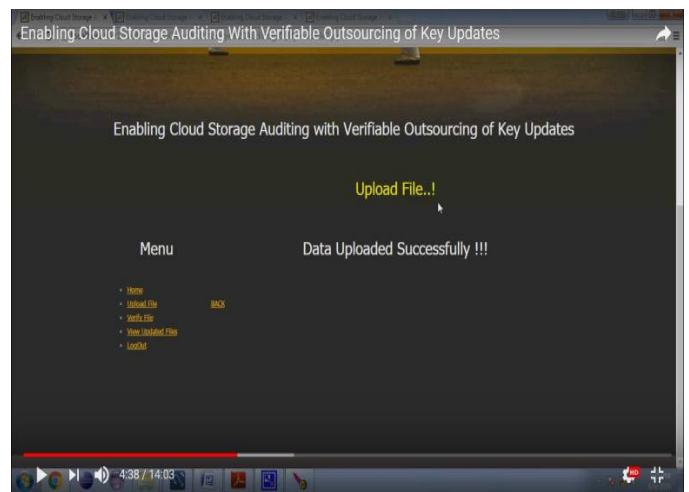 Enabling Cloud Storage Auditing With Verifiable Outsourcing of Key Updates
Enabling Cloud Storage Auditing with Verifiable Outsourcing of Key Updates
Upload File..!
Menu
Data Uploaded Successfully !!!
Home
Upload File
BACK
Verify File
View Updated Files
LogOut
4:38 / 14:03
HD